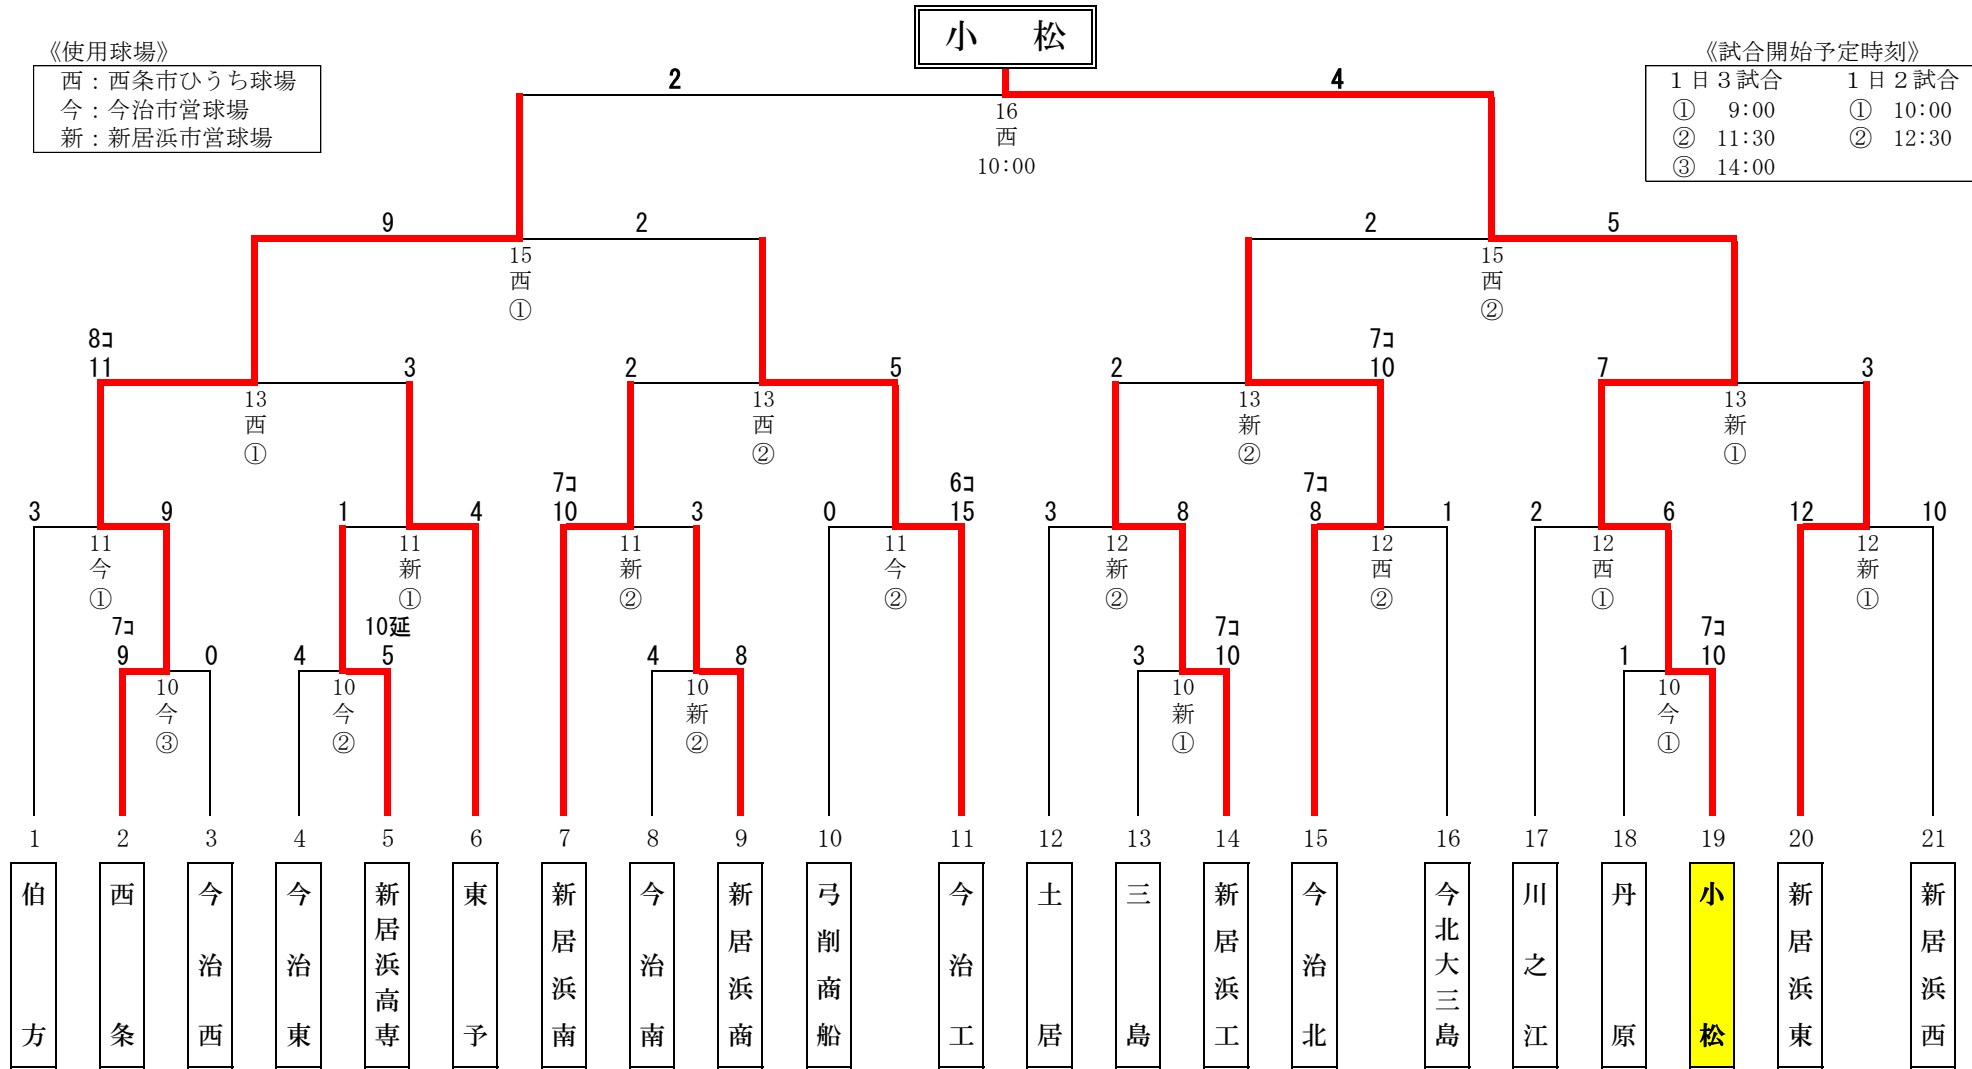 小　松
《使用球場》
西：西条市ひうち球場
今：今治市営球場
新：新居浜市営球場
《試合開始予定時刻》
１日３試合　１日２試合
①　9:00　①　10:00
②　11:30　②　12:30
③　14:00
2　4
16
西
10:00
9　2　2　5
15　15
西　西
①　②
8コ　7コ
11　3　2　5　2　10　7　3
13　13　13　13
西　西　新　新
①　②　②　①
7コ　6コ　7コ
3　9　1　4　10　3　0　15　3　8　8　1　2　6　12　10
11　11　11　11　12　12　12　12
今　新　新　今　新　西　西　新
①　①　②　②　②　②　①　①
7コ　10延　7コ　7コ
9　0　4　5　4　8　3　10　1　10
10　10　10　10　10
今　今　新　新　今
③　②　②　①　①
1　2　3　4　5　6　7　8　9　10　11　12　13　14　15　16　17　18　19　20　21
伯方
西条
今治西
今治東
新居浜高専
東予
新居浜南
今治南
新居浜商
弓削商船
今治工
土居
三島
新居浜工
今治北
今北大三島
川之江
丹原
小松
新居浜東
新居浜西